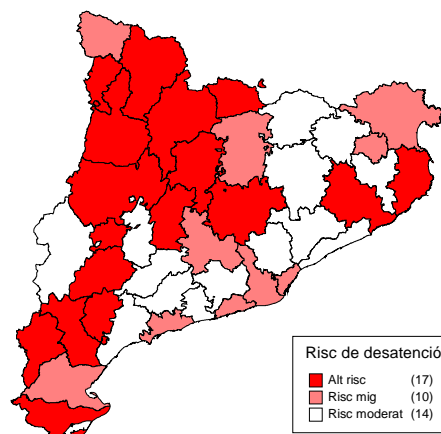 Risc de desatenció
Alt risc (17)
Risc mig (10)
Risc moderat (14)